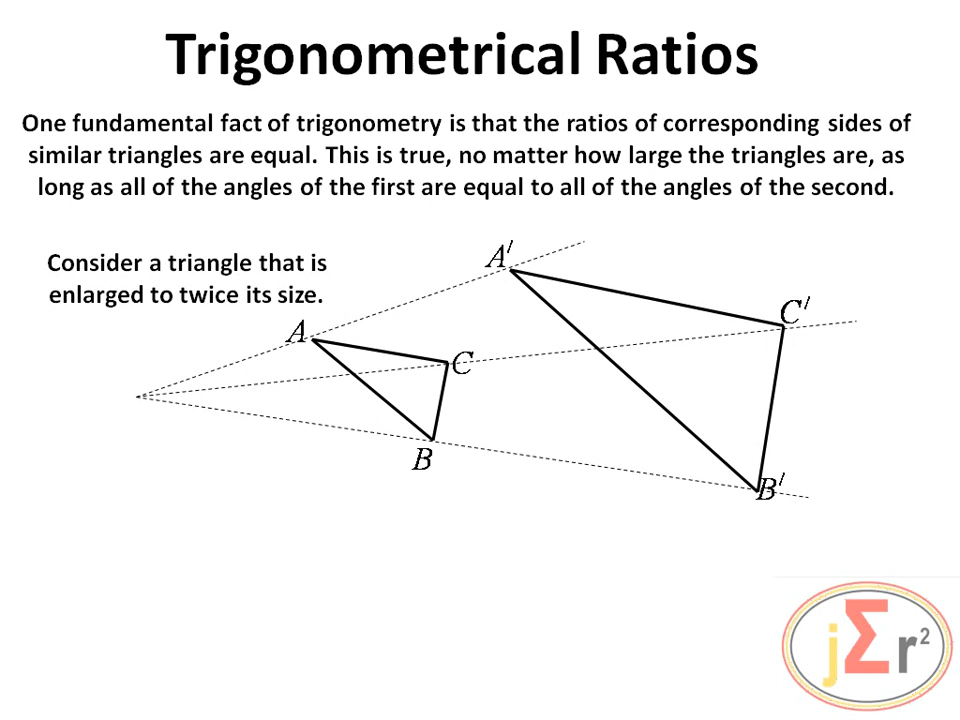 Trigonometrical Ratios
One fundamental fact of trigonometry is that the ratios of corresponding sides of
similar triangles are equal. This is true, no matter how large the triangles are, as
long as all of the angles of the first are equal to all of the angles of the second.
Consider a triangle that is
enlarged to twice its size.
A′
C′
A
C
B
B′
jΣr²